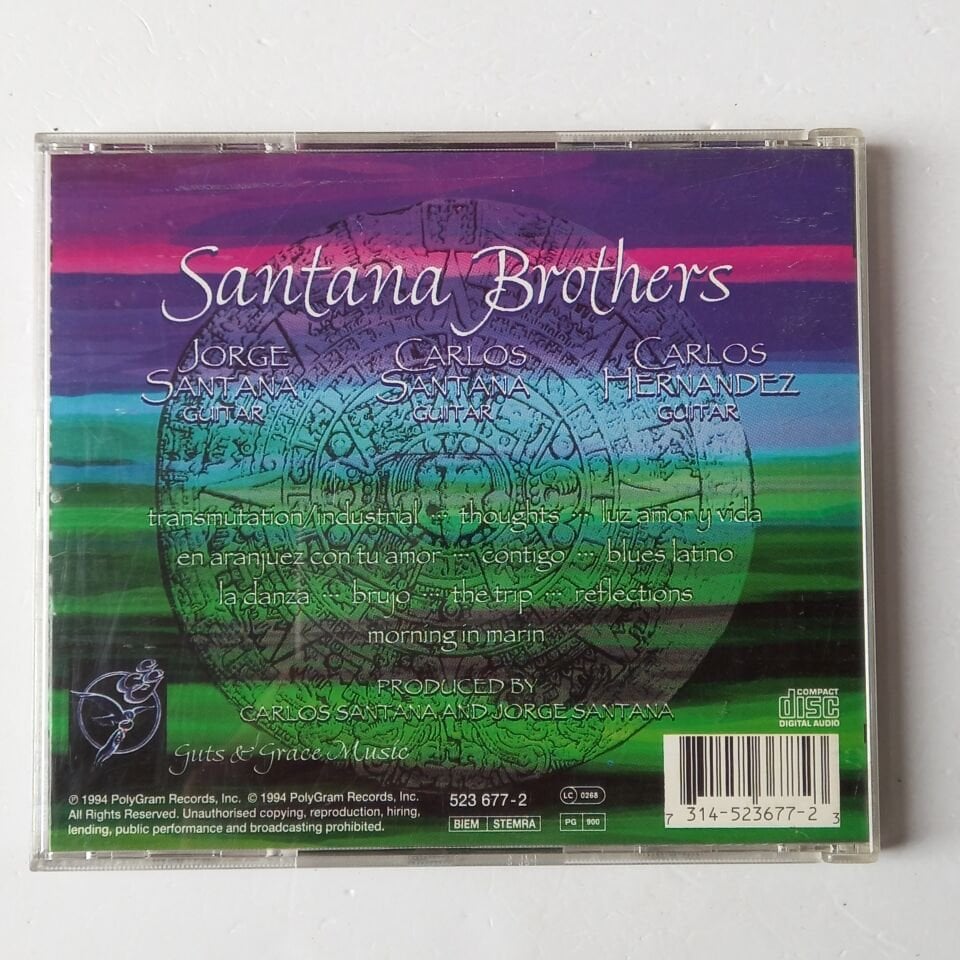 Santana Brothers
JORGE SANTANA GUITAR
CARLOS SANTANA GUITAR
CARLOS HERNANDEZ GUITAR
transmutation/industrial ··· thoughts ··· luz amor y vida
en aranjuez con tu amor ··· contigo ··· blues latino
la danza ··· brujo ··· the trip ··· reflections
morning in marin
PRODUCED BY
CARLOS SANTANA AND JORGE SANTANA
Guts & Grace Music
COMPACT
disc
DIGITAL AUDIO
℗ 1994 PolyGram Records, Inc. © 1994 PolyGram Records, Inc.
All Rights Reserved. Unauthorised copying, reproduction, hiring,
lending, public performance and broadcasting prohibited.
523 677-2
BIEM STEMRA
LC 0268
PG 900
7 314-523677-2 3